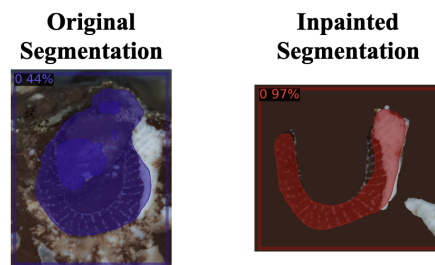 Original
Segmentation
Inpainted
Segmentation
0 44%
0 97%